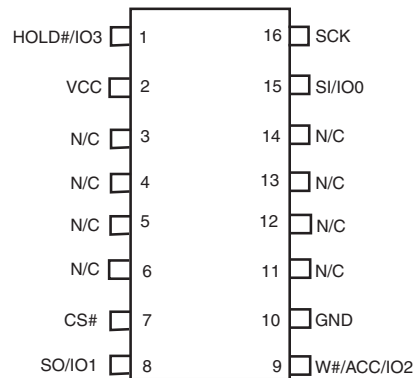 HOLD#/IO3 1 16 SCK
VCC 2 15 SI/IO0
N/C 3 14 N/C
N/C 4 13 N/C
N/C 5 12 N/C
N/C 6 11 N/C
CS# 7 10 GND
SO/IO1 8 9 W#/ACC/IO2